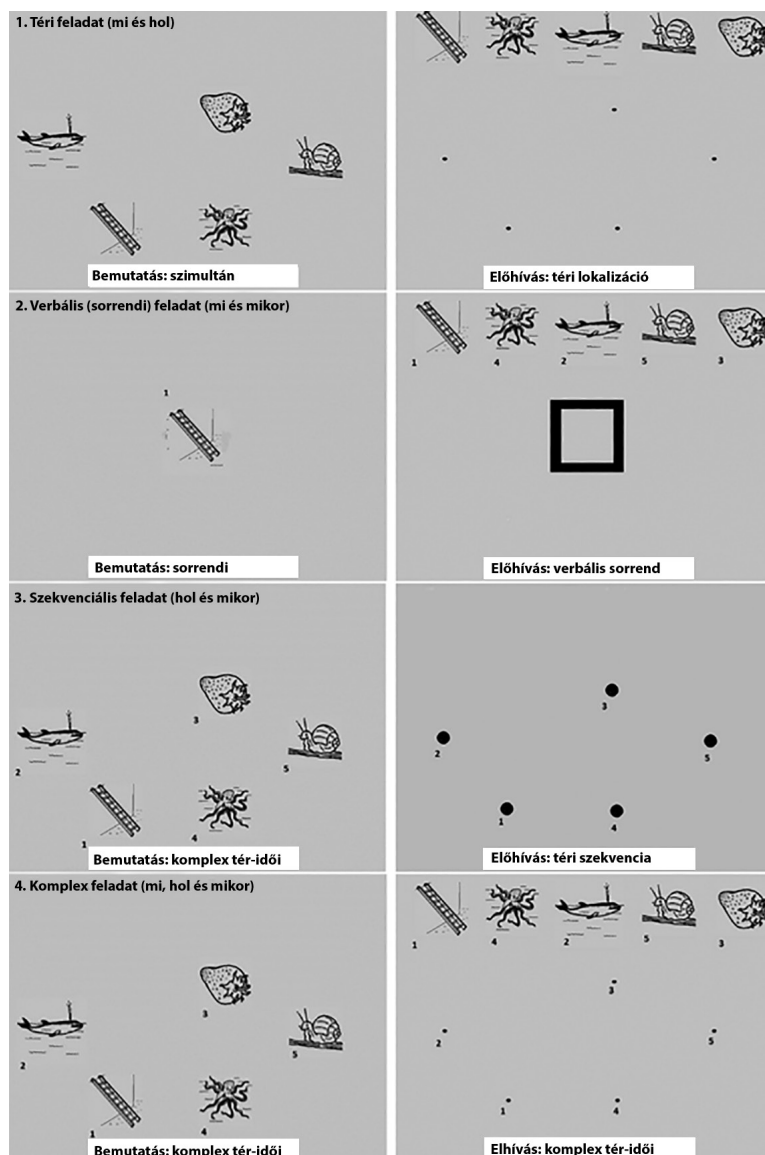 1. Téri feladat (mi és hol)
Bemutatás: szimultán
Előhívás: téri lokalizáció
2. Verbális (sorrendi) feladat (mi és mikor)
1
Bemutatás: sorrendi
1 4 2 5 3
Előhívás: verbális sorrend
3. Szekvenciális feladat (hol és mikor)
3
2
5
1
4
Bemutatás: komplex tér-idői
3
2
5
1
4
Előhívás: téri szekvencia
4. Komplex feladat (mi, hol és mikor)
3
2
5
1
4
Bemutatás: komplex tér-idői
1 4 2 5 3
3
2
5
1
4
Elhívás: komplex tér-idői